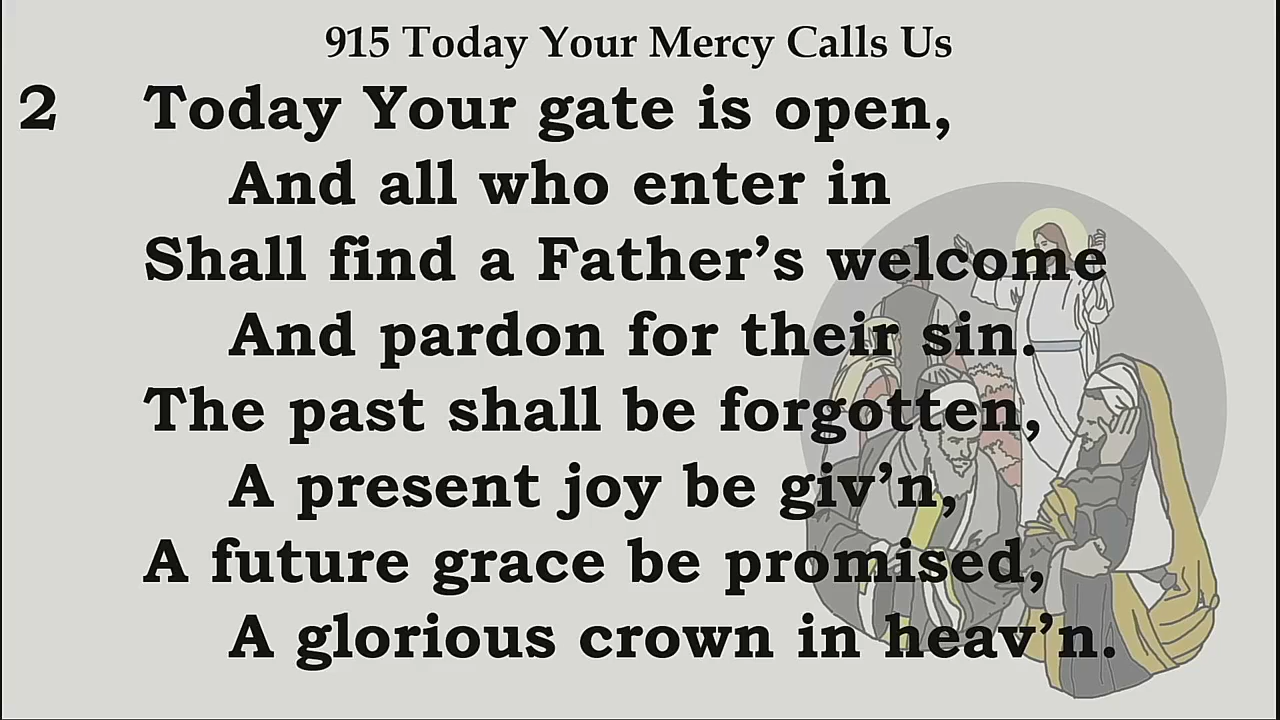 915 Today Your Mercy Calls Us
2 Today Your gate is open,
And all who enter in
Shall find a Father’s welcome
And pardon for their sin.
The past shall be forgotten,
A present joy be giv’n,
A future grace be promised,
A glorious crown in heav’n.